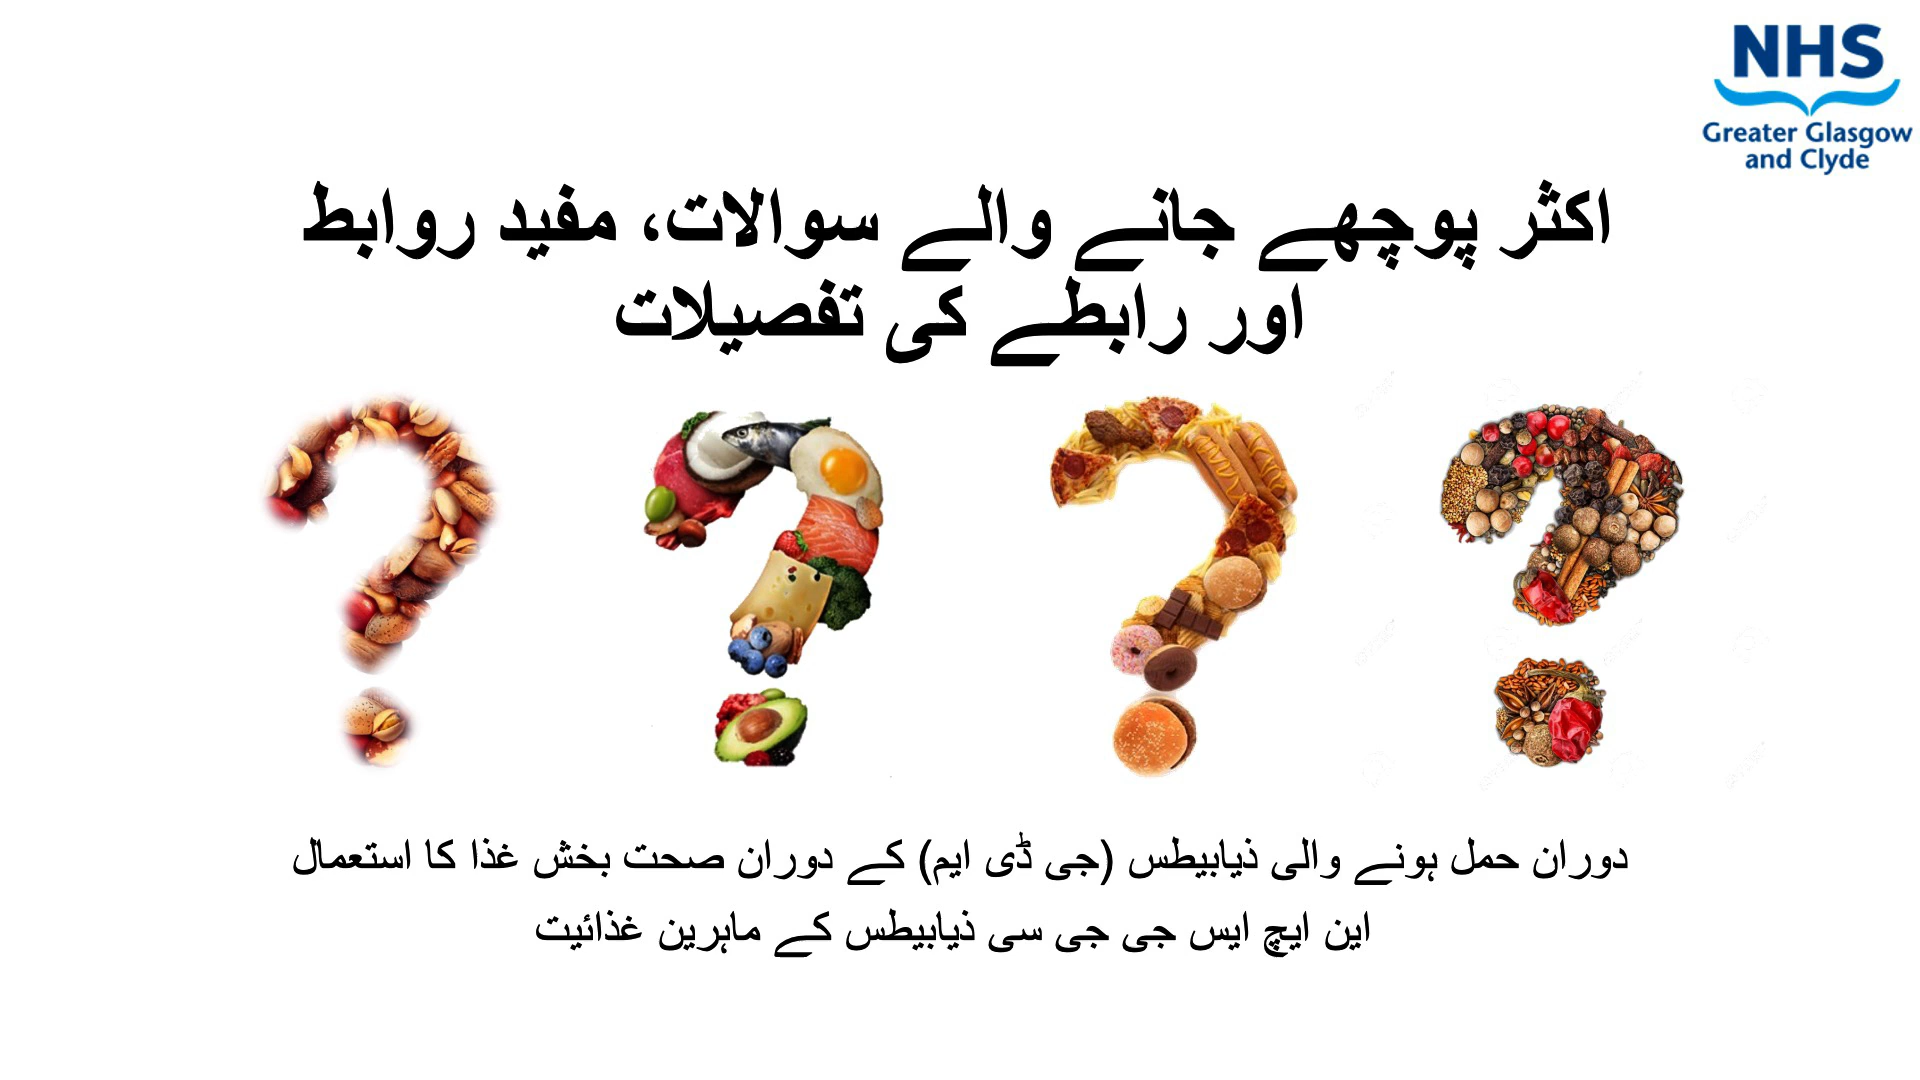 NHS
Greater Glasgow
and Clyde
اکثر پوچھے جانے والے سوالات، مفید روابط
اور رابطے کی تفصیلات
دوران حمل ہونے والی ذیابیطس (جی ڈی ایم) کے دوران صحت بخش غذا کا استعمال
این ایچ ایس جی جی سی ذیابیطس کے ماہرین غذائیت